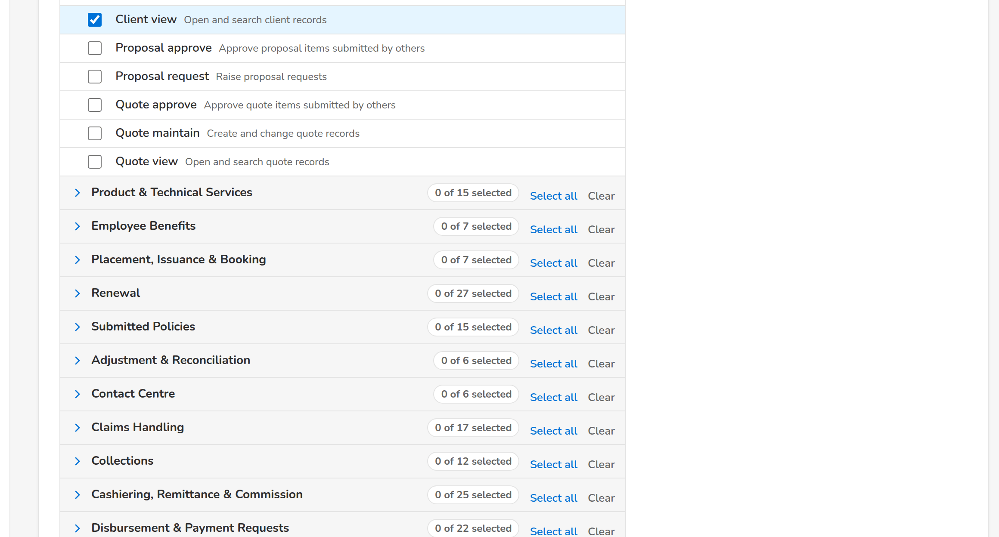 Client view Open and search client records
Proposal approve Approve proposal items submitted by others
Proposal request Raise proposal requests
Quote approve Approve quote items submitted by others
Quote maintain Create and change quote records
Quote view Open and search quote records
Product & Technical Services 0 of 15 selected Select all Clear
Employee Benefits 0 of 7 selected Select all Clear
Placement, Issuance & Booking 0 of 7 selected Select all Clear
Renewal 0 of 27 selected Select all Clear
Submitted Policies 0 of 15 selected Select all Clear
Adjustment & Reconciliation 0 of 6 selected Select all Clear
Contact Centre 0 of 6 selected Select all Clear
Claims Handling 0 of 17 selected Select all Clear
Collections 0 of 12 selected Select all Clear
Cashiering, Remittance & Commission 0 of 25 selected Select all Clear
Disbursement & Payment Requests 0 of 22 selected Select all Clear